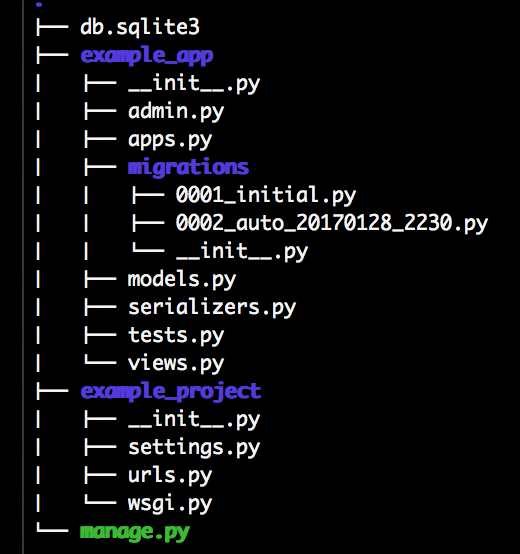 .
├── db.sqlite3
├── example_app
│   ├── __init__.py
│   ├── admin.py
│   ├── apps.py
│   ├── migrations
│   │   ├── 0001_initial.py
│   │   ├── 0002_auto_20170128_2230.py
│   │   └── __init__.py
│   ├── models.py
│   ├── serializers.py
│   ├── tests.py
│   └── views.py
├── example_project
│   ├── __init__.py
│   ├── settings.py
│   ├── urls.py
│   └── wsgi.py
└── manage.py